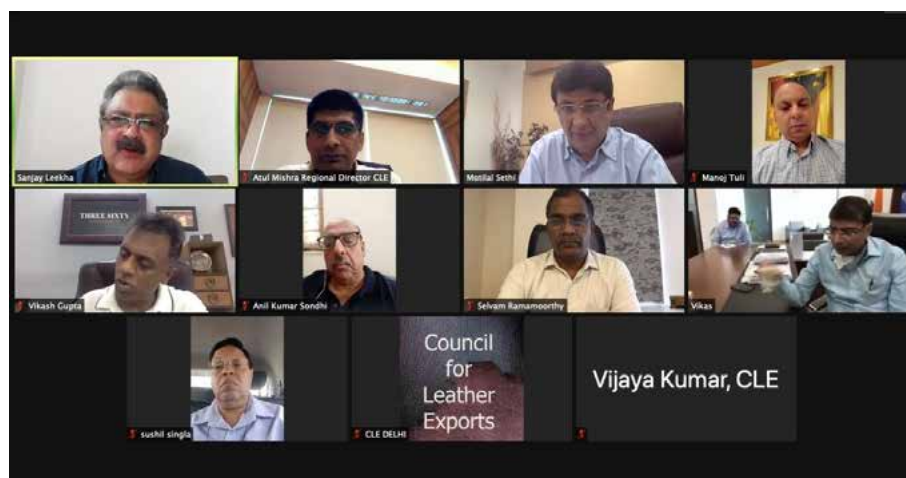 Sanjay Leekha
Atul Mishra Regional Director CLE
Motilal Sethi
Manoj Tuli
THREE SIXTY
Vikash Gupta
Anil Kumar Sondhi
Selvam Ramamoorthy
Vikas
sushil singla
Council
for
Leather
Exports
CLE DELHI
Vijaya Kumar, CLE